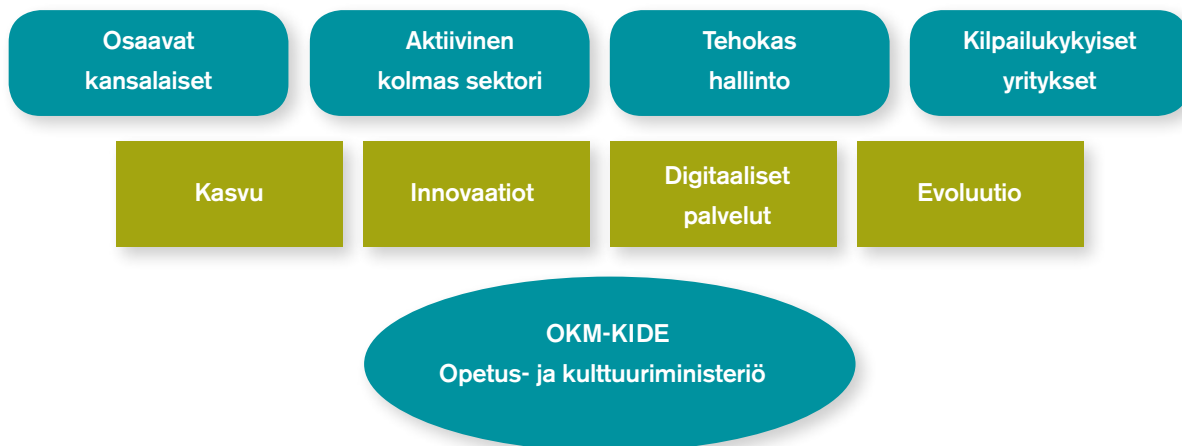 Osaavat
kansalaiset
Aktiivinen
kolmas sektori
Tehokas
hallinto
Kilpailukykyiset
yritykset
Kasvu
Innovaatiot
Digitaaliset
palvelut
Evoluutio
OKM-KIDE
Opetus- ja kulttuuriministeriö